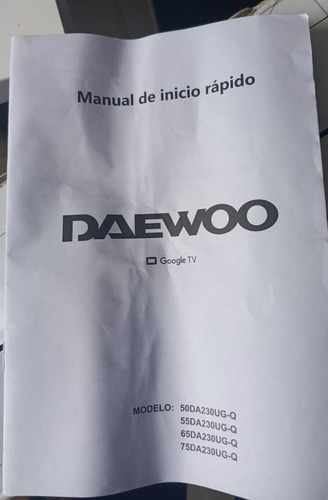 Manual de inicio rápido
DAEWOO
Google TV
MODELO: 50DA230UG-Q
55DA230UG-Q
65DA230UG-Q
75DA230UG-Q